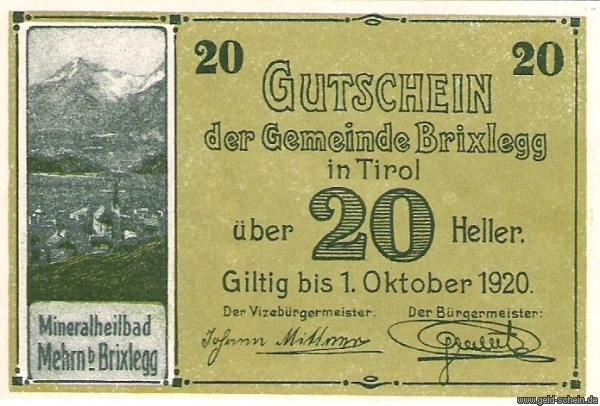 20
20
GUTSCHEIN
der Gemeinde Brixlegg
in Tirol
über 20 Heller.
Giltig bis 1. Oktober 1920.
Der Vizebürgermeister: Der Bürgermeister:
Johann Mittner
Mineralheilbad
Mehrn b Brixlegg
www.geld-schein.de